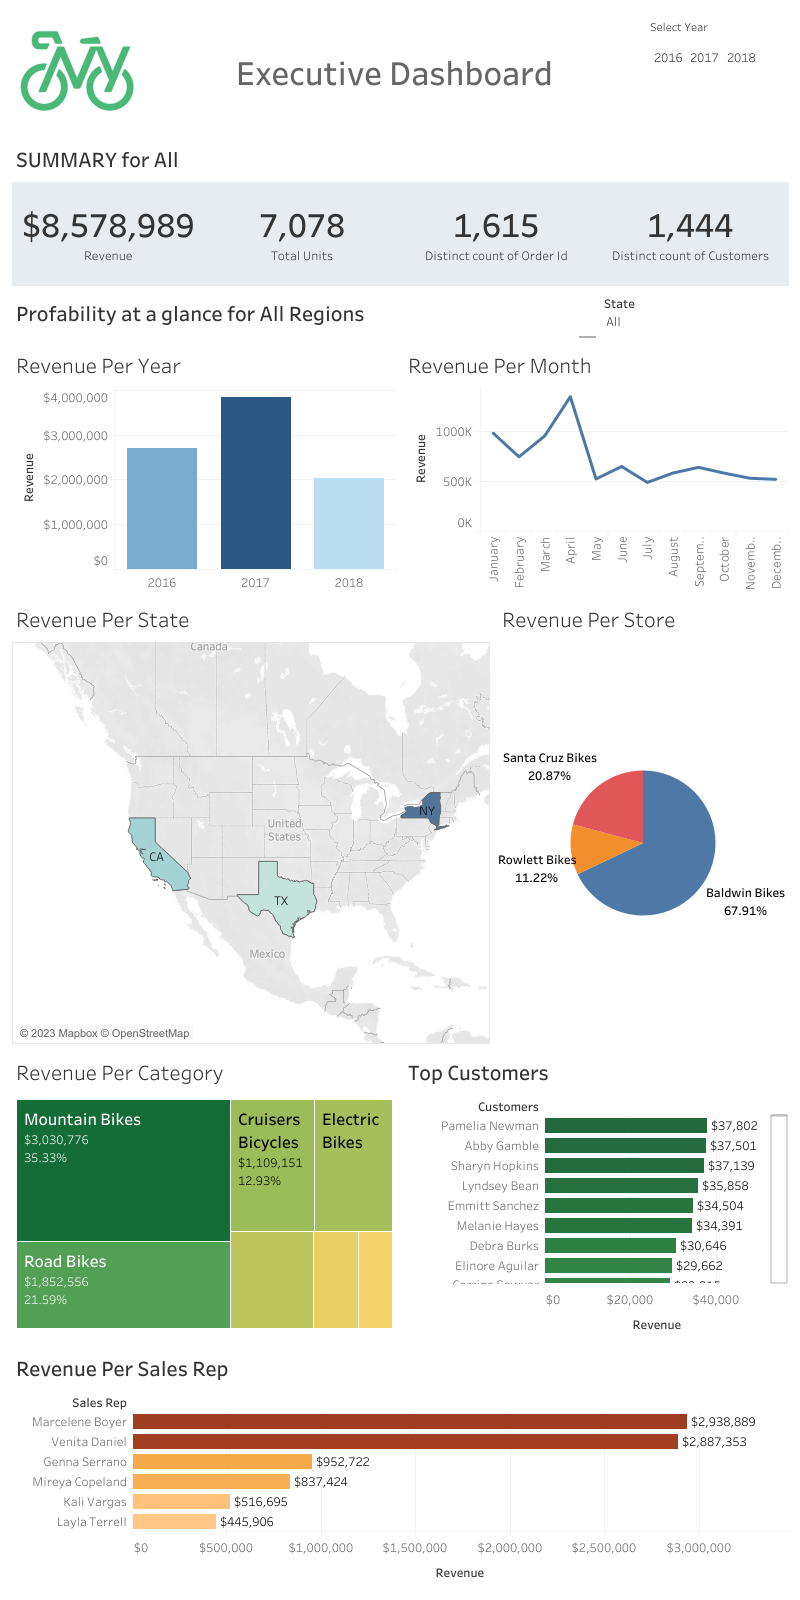 Select Year
2016 2017 2018
Executive Dashboard
SUMMARY for All
$8,578,989
Revenue
7,078
Total Units
1,615
Distinct count of Order Id
1,444
Distinct count of Customers
Profability at a glance for All Regions
State
All
Revenue Per Year
Revenue
$4,000,000
$3,000,000
$2,000,000
$1,000,000
$0
2016
2017
2018
Revenue Per Month
Revenue
1000K
500K
0K
January
February
March
April
May
June
July
August
Septem..
October
Novemb..
Decemb..
Revenue Per State
Canada
United
States
Mexico
NY
CA
TX
© 2023 Mapbox © OpenStreetMap
Revenue Per Store
Santa Cruz Bikes
20.87%
Rowlett Bikes
11.22%
Baldwin Bikes
67.91%
Revenue Per Category
Mountain Bikes
$3,030,776
35.33%
Road Bikes
$1,852,556
21.59%
Cruisers
Bicycles
$1,109,151
12.93%
Electric
Bikes
Top Customers
Customers
Pamelia Newman $37,802
Abby Gamble $37,501
Sharyn Hopkins $37,139
Lyndsey Bean $35,858
Emmitt Sanchez $34,504
Melanie Hayes $34,391
Debra Burks $30,646
Elinore Aguilar $29,662
$0 $20,000 $40,000
Revenue
Revenue Per Sales Rep
Sales Rep
Marcelene Boyer $2,938,889
Venita Daniel $2,887,353
Genna Serrano $952,722
Mireya Copeland $837,424
Kali Vargas $516,695
Layla Terrell $445,906
$0 $500,000 $1,000,000 $1,500,000 $2,000,000 $2,500,000 $3,000,000
Revenue